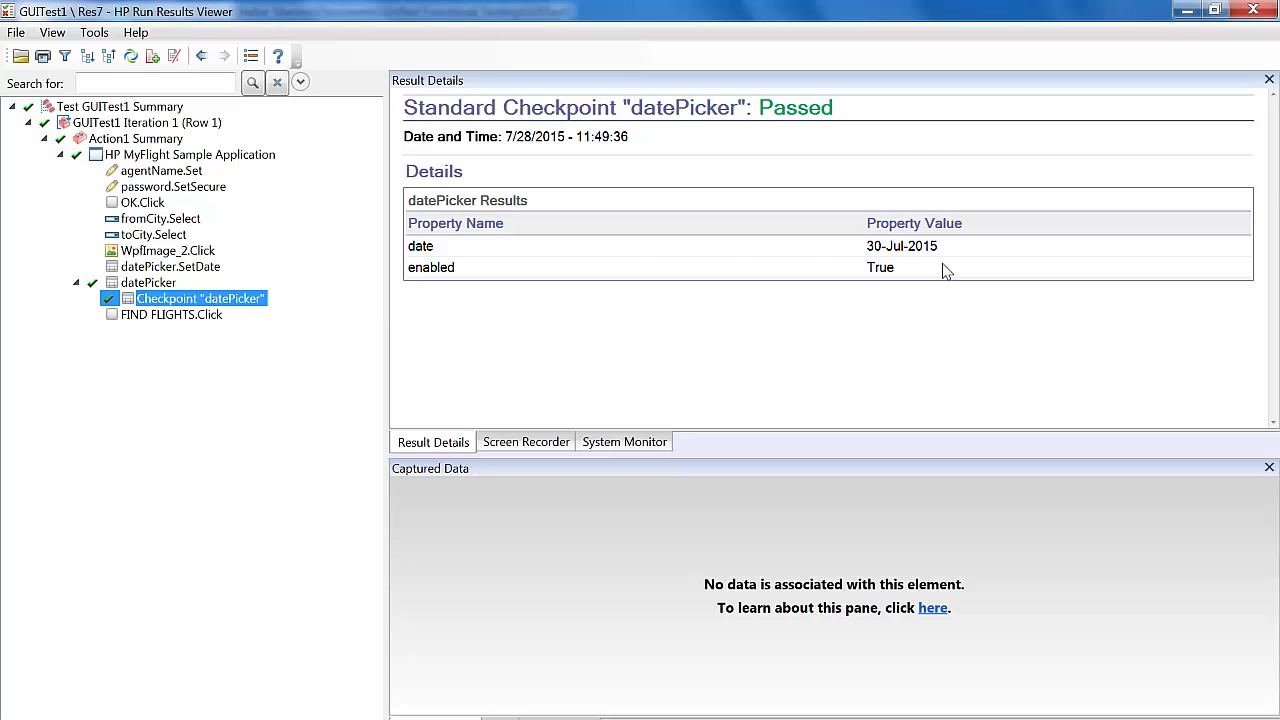 GUITest1 \ Res7 - HP Run Results Viewer
File View Tools Help
Search for:
Test GUITest1 Summary
GUITest1 Iteration 1 (Row 1)
Action1 Summary
HP MyFlight Sample Application
agentName.Set
password.SetSecure
OK.Click
fromCity.Select
toCity.Select
WpfImage_2.Click
datePicker.SetDate
datePicker
Checkpoint "datePicker"
FIND FLIGHTS.Click
Result Details
Standard Checkpoint "datePicker": Passed
Date and Time: 7/28/2015 - 11:49:36
Details
datePicker Results
Property Name Property Value
date 30-Jul-2015
enabled True
Result Details Screen Recorder System Monitor
Captured Data
No data is associated with this element.
To learn about this pane, click here.